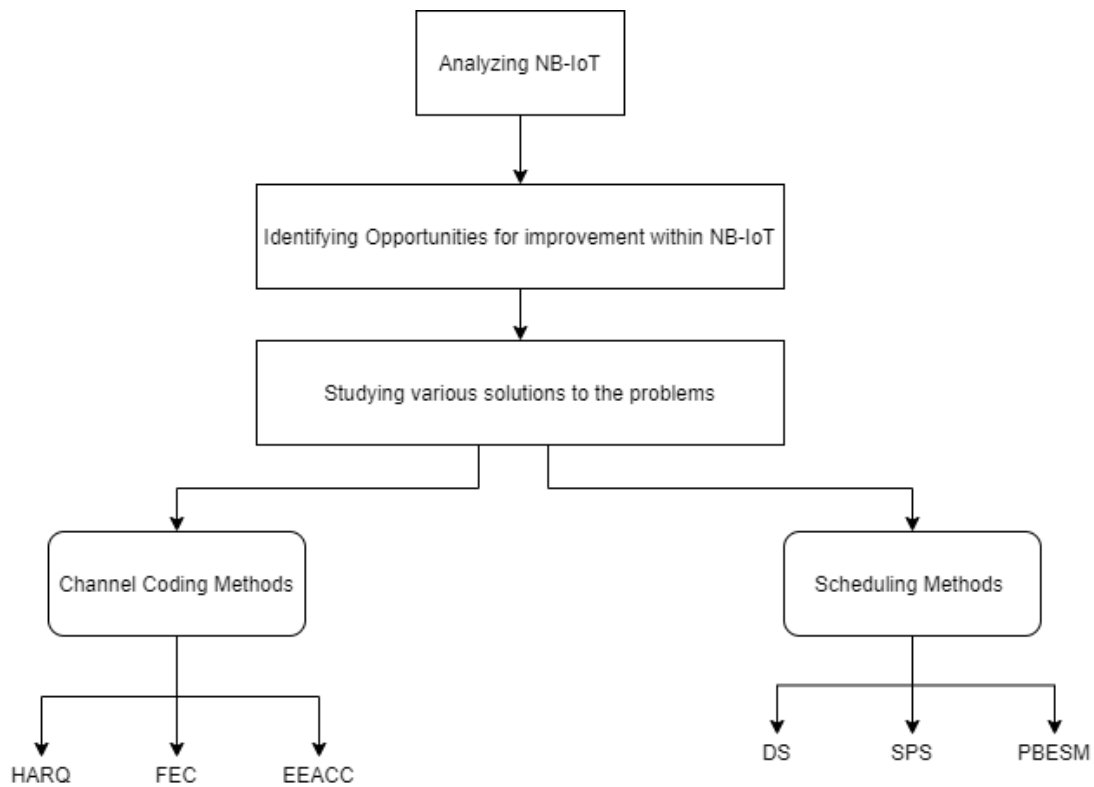 Analyzing NB-IoT
Identifying Opportunities for improvement within NB-IoT
Studying various solutions to the problems
Channel Coding Methods
Scheduling Methods
HARQ
FEC
EEACC
DS
SPS
PBESM